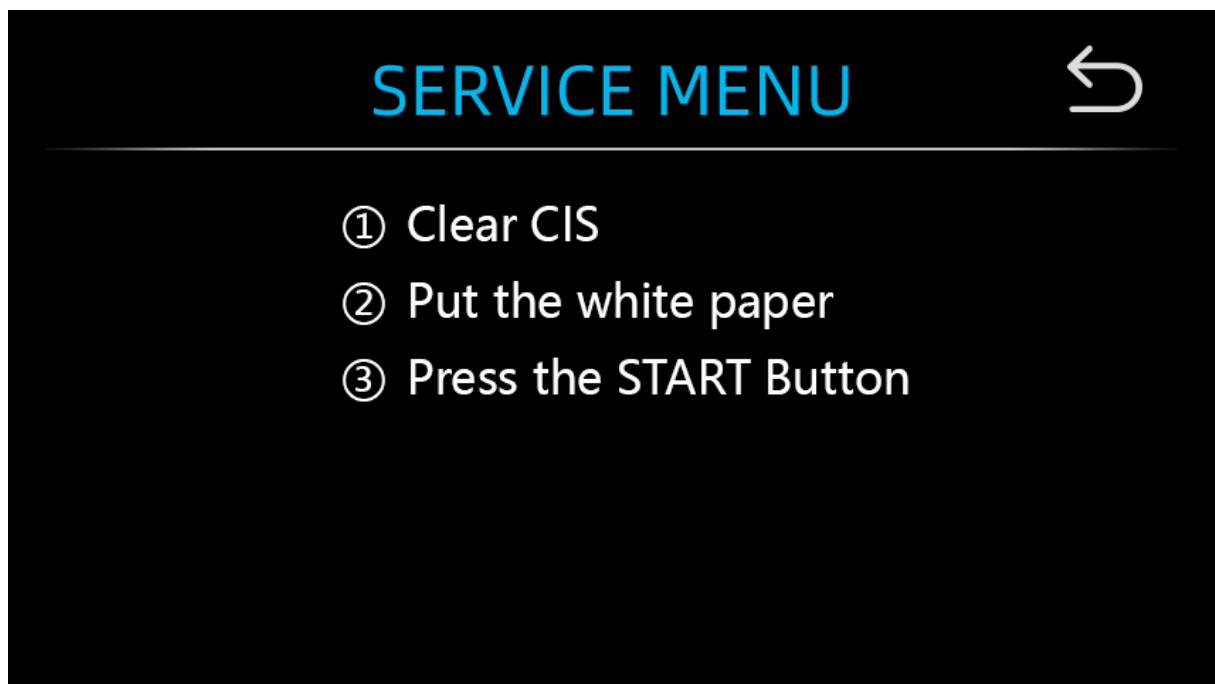 SERVICE MENU
① Clear CIS
② Put the white paper
③ Press the START Button